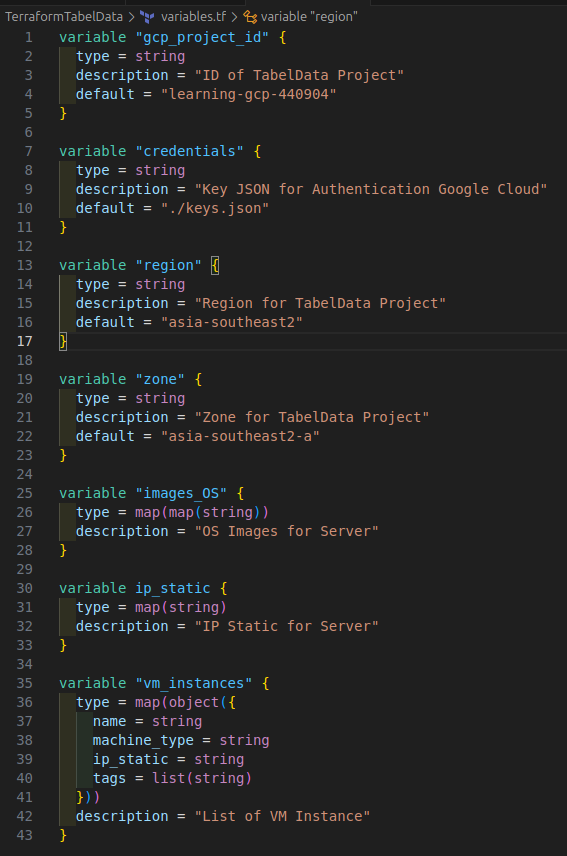 TerraformTabelData > variables.tf > variable "region"
1 variable "gcp_project_id" {
2 type = string
3 description = "ID of TabelData Project"
4 default = "learning-gcp-440904"
5 }
6
7 variable "credentials" {
8 type = string
9 description = "Key JSON for Authentication Google Cloud"
10 default = "./keys.json"
11 }
12
13 variable "region" {
14 type = string
15 description = "Region for TabelData Project"
16 default = "asia-southeast2"
17 }
18
19 variable "zone" {
20 type = string
21 description = "Zone for TabelData Project"
22 default = "asia-southeast2-a"
23 }
24
25 variable "images_OS" {
26 type = map(map(string))
27 description = "OS Images for Server"
28 }
29
30 variable ip_static {
31 type = map(string)
32 description = "IP Static for Server"
33 }
34
35 variable "vm_instances" {
36 type = map(object({
37 name = string
38 machine_type = string
39 ip_static = string
40 tags = list(string)
41 }))
42 description = "List of VM Instance"
43 }